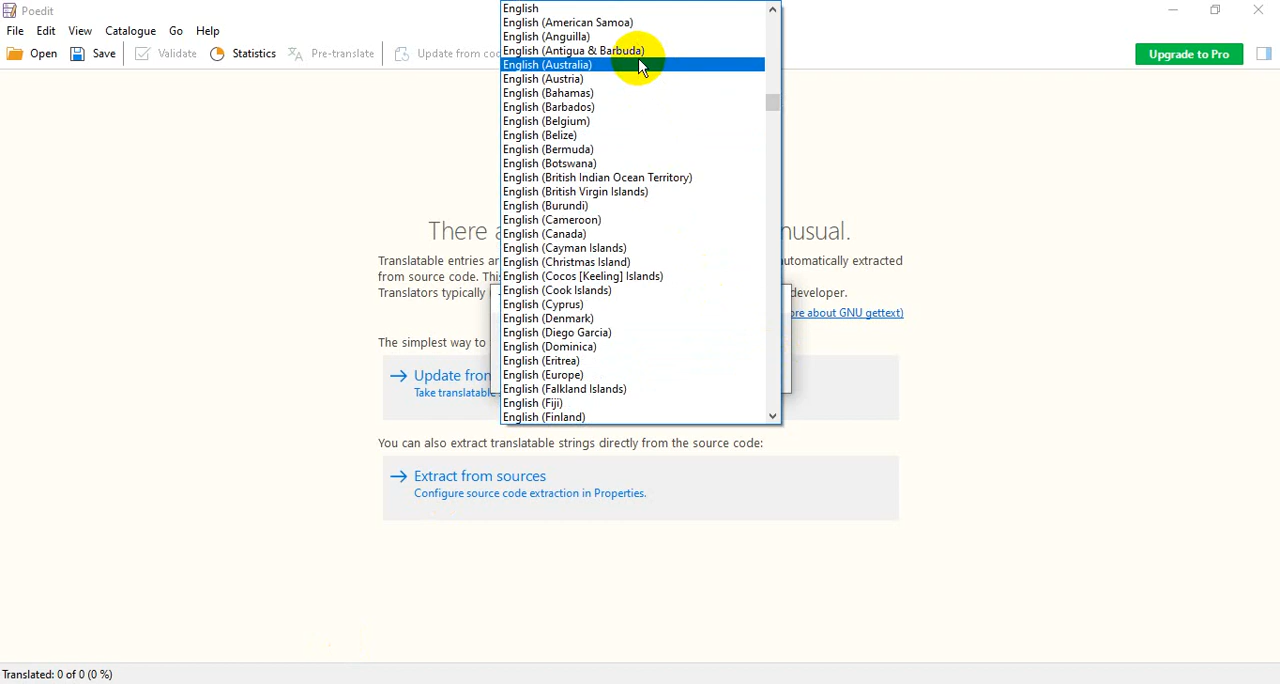 Poedit
File Edit View Catalogue Go Help
Open Save Validate Statistics Pre-translate Update from co
Upgrade to Pro
English
English (American Samoa)
English (Anguilla)
English (Antigua & Barbuda)
English (Australia)
English (Austria)
English (Bahamas)
English (Barbados)
English (Belgium)
English (Belize)
English (Bermuda)
English (Botswana)
English (British Indian Ocean Territory)
English (British Virgin Islands)
English (Burundi)
English (Cameroon)
English (Canada)
English (Cayman Islands)
English (Christmas Island)
English (Cocos [Keeling] Islands)
English (Cook Islands)
English (Cyprus)
English (Denmark)
English (Diego Garcia)
English (Dominica)
English (Eritrea)
English (Europe)
English (Falkland Islands)
English (Fiji)
English (Finland)
There a nusual.
Translatable entries ar utomatically extracted
from source code. This
Translators typically developer.
ore about GNU gettext)
The simplest way to
Update from
Take translatable
You can also extract translatable strings directly from the source code:
Extract from sources
Configure source code extraction in Properties.
Translated: 0 of 0 (0 %)